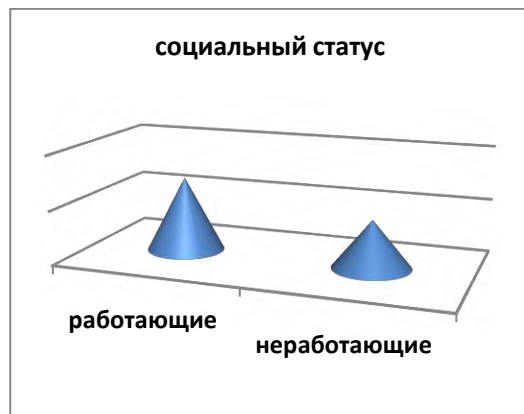 социальный статус
работающие
неработающие